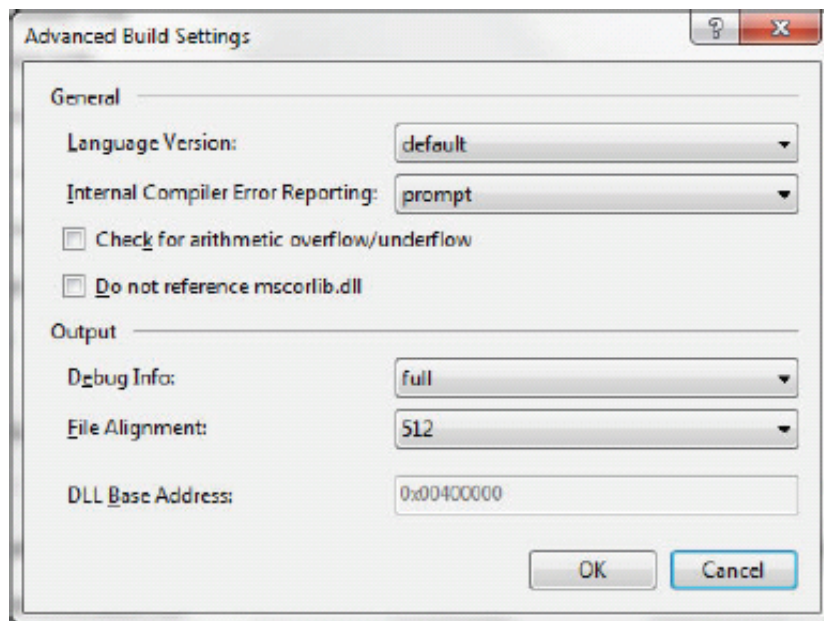 Advanced Build Settings
General
Language Version: default
Internal Compiler Error Reporting: prompt
Check for arithmetic overflow/underflow
Do not reference mscorlib.dll
Output
Debug Info: full
File Alignment: 512
DLL Base Address: 0x00400000
OK Cancel